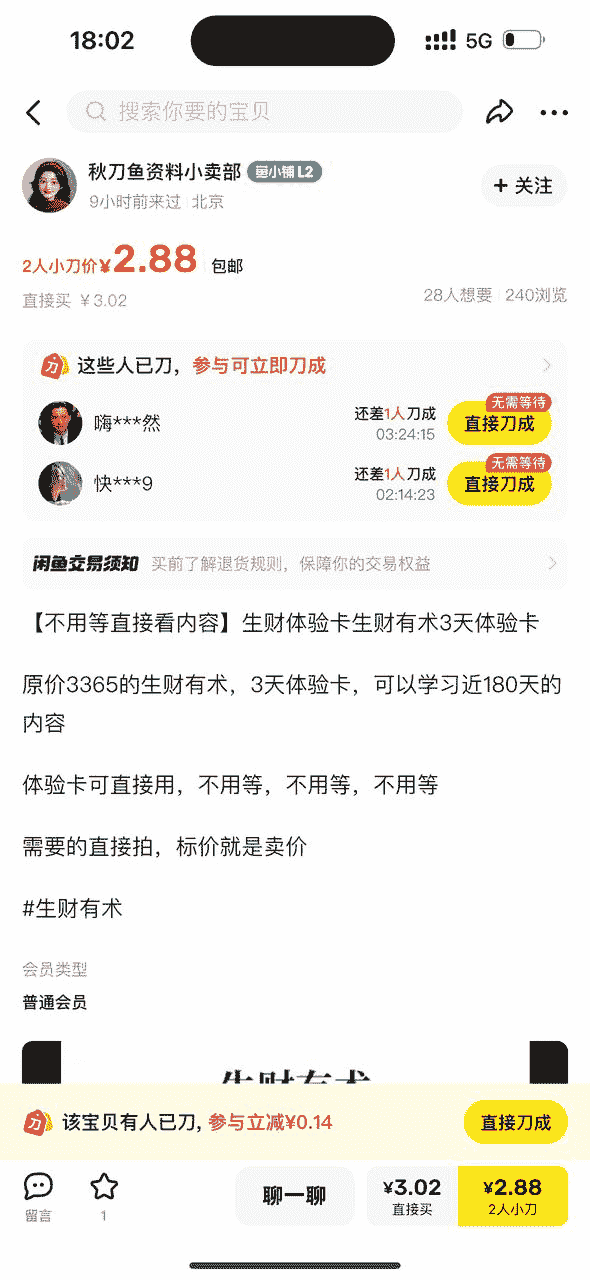 18:02
5G
搜索你要的宝贝
秋刀鱼资料小卖部 鱼小铺 L2
+ 关注
9小时前来过 北京
2人小刀价¥2.88 包邮
直接买 ¥3.02
28人想要 240浏览
这些人已刀，参与可立即刀成
嗨***然
还差1人刀成
03:24:15
无需等待
直接刀成
快***9
还差1人刀成
02:14:23
无需等待
直接刀成
闲鱼交易须知 买前了解退货规则，保障你的交易权益
【不用等直接看内容】生财体验卡生财有术3天体验卡
原价3365的生财有术，3天体验卡，可以学习近180天的
内容
体验卡可直接用，不用等，不用等，不用等
需要的直接拍，标价就是卖价
#生财有术
会员类型
普通会员
生财有术
该宝贝有人已刀,参与立减¥0.14
直接刀成
留言
1
聊一聊
¥3.02
直接买
¥2.88
2人小刀